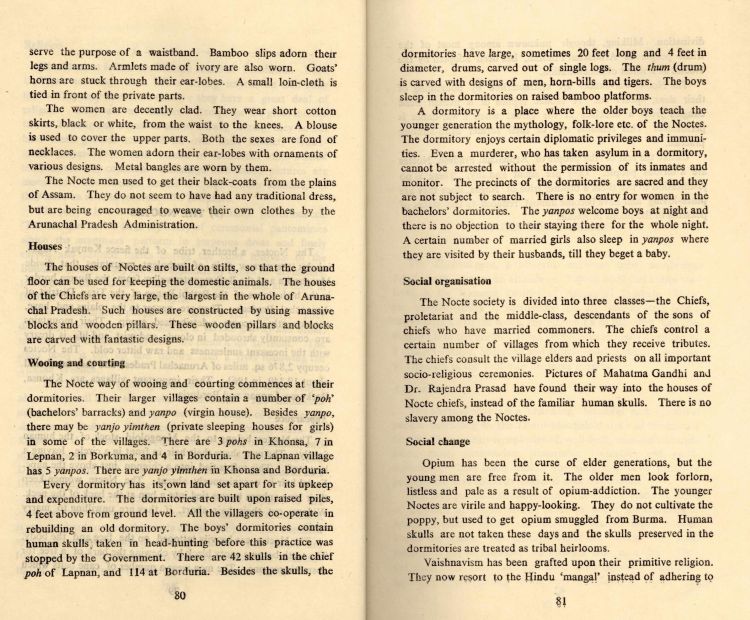 serve the purpose of a waistband. Bamboo slips adorn their
legs and arms. Armlets made of ivory are also worn. Goats'
horns are stuck through their ear-lobes. A small loin-cloth is
tied in front of the private parts.
The women are decently clad. They wear short cotton
skirts, black or white, from the waist to the knees. A blouse
is used to cover the upper parts. Both the sexes are fond of
necklaces. The women adorn their ear-lobes with ornaments of
various designs. Metal bangles are worn by them.
The Nocte men used to get their black-coats from the plains
of Assam. They do not seem to have had any traditional dress,
but are being encouraged to weave their own clothes by the
Arunachal Pradesh Administration.
Houses
The houses of Noctes are built on stilts, so that the ground
floor can be used for keeping the domestic animals. The houses
of the Chiefs are very large, the largest in the whole of Aruna-
chal Pradesh. Such houses are constructed by using massive
blocks and wooden pillars. These wooden pillars and blocks
are carved with fantastic designs.
Wooing and courting
The Nocte way of wooing and courting commences at their
dormitories. Their larger villages contain a number of 'poh'
(bachelors' barracks) and yanpo (virgin house). Besides yanpo,
there may be yanjo yimthen (private sleeping houses for girls)
in some of the villages. There are 3 pohs in Khonsa, 7 in
Lepnan, 2 in Borkuma, and 4 in Borduria. The Lapnan village
has 5 yanpos. There are yanjo yimthen in Khonsa and Borduria.
Every dormitory has its own land set apart for its upkeep
and expenditure. The dormitories are built upon raised piles,
4 feet above from ground level. All the villagers co-operate in
rebuilding an old dormitory. The boys' dormitories contain
human skulls, taken in head-hunting before this practice was
stopped by the Government. There are 42 skulls in the chief
poh of Lapnan, and 114 at Borduria. Besides the skulls, the
80
dormitories have large, sometimes 20 feet long and 4 feet in
diameter, drums, carved out of single logs. The thum (drum)
is carved with designs of men, horn-bills and tigers. The boys
sleep in the dormitories on raised bamboo platforms.
A dormitory is a place where the older boys teach the
younger generation the mythology, folk-lore etc. of the Noctes.
The dormitory enjoys certain diplomatic privileges and immuni-
ties. Even a murderer, who has taken asylum in a dormitory,
cannot be arrested without the permission of its inmates and
monitor. The precincts of the dormitories are sacred and they
are not subject to search. There is no entry for women in the
bachelors' dormitories. The yanpos welcome boys at night and
there is no objection to their staying there for the whole night.
A certain number of married girls also sleep in yanpos where
they are visited by their husbands, till they beget a baby.
Social organisation
The Nocte society is divided into three classes—the Chiefs,
proletariat and the middle-class, descendants of the sons of
chiefs who have married commoners. The chiefs control a
certain number of villages from which they receive tributes.
The chiefs consult the village elders and priests on all important
socio-religious ceremonies. Pictures of Mahatma Gandhi and
Dr. Rajendra Prasad have found their way into the houses of
Nocte chiefs, instead of the familiar human skulls. There is no
slavery among the Noctes.
Social change
Opium has been the curse of elder generations, but the
young men are free from it. The older men look forlorn,
listless and pale as a result of opium-addiction. The younger
Noctes are virile and happy-looking. They do not cultivate the
poppy, but used to get opium smuggled from Burma. Human
skulls are not taken these days and the skulls preserved in the
dormitories are treated as tribal heirlooms.
Vaishnavism has been grafted upon their primitive religion.
They now resort to the Hindu 'mangal' instead of adhering to
81